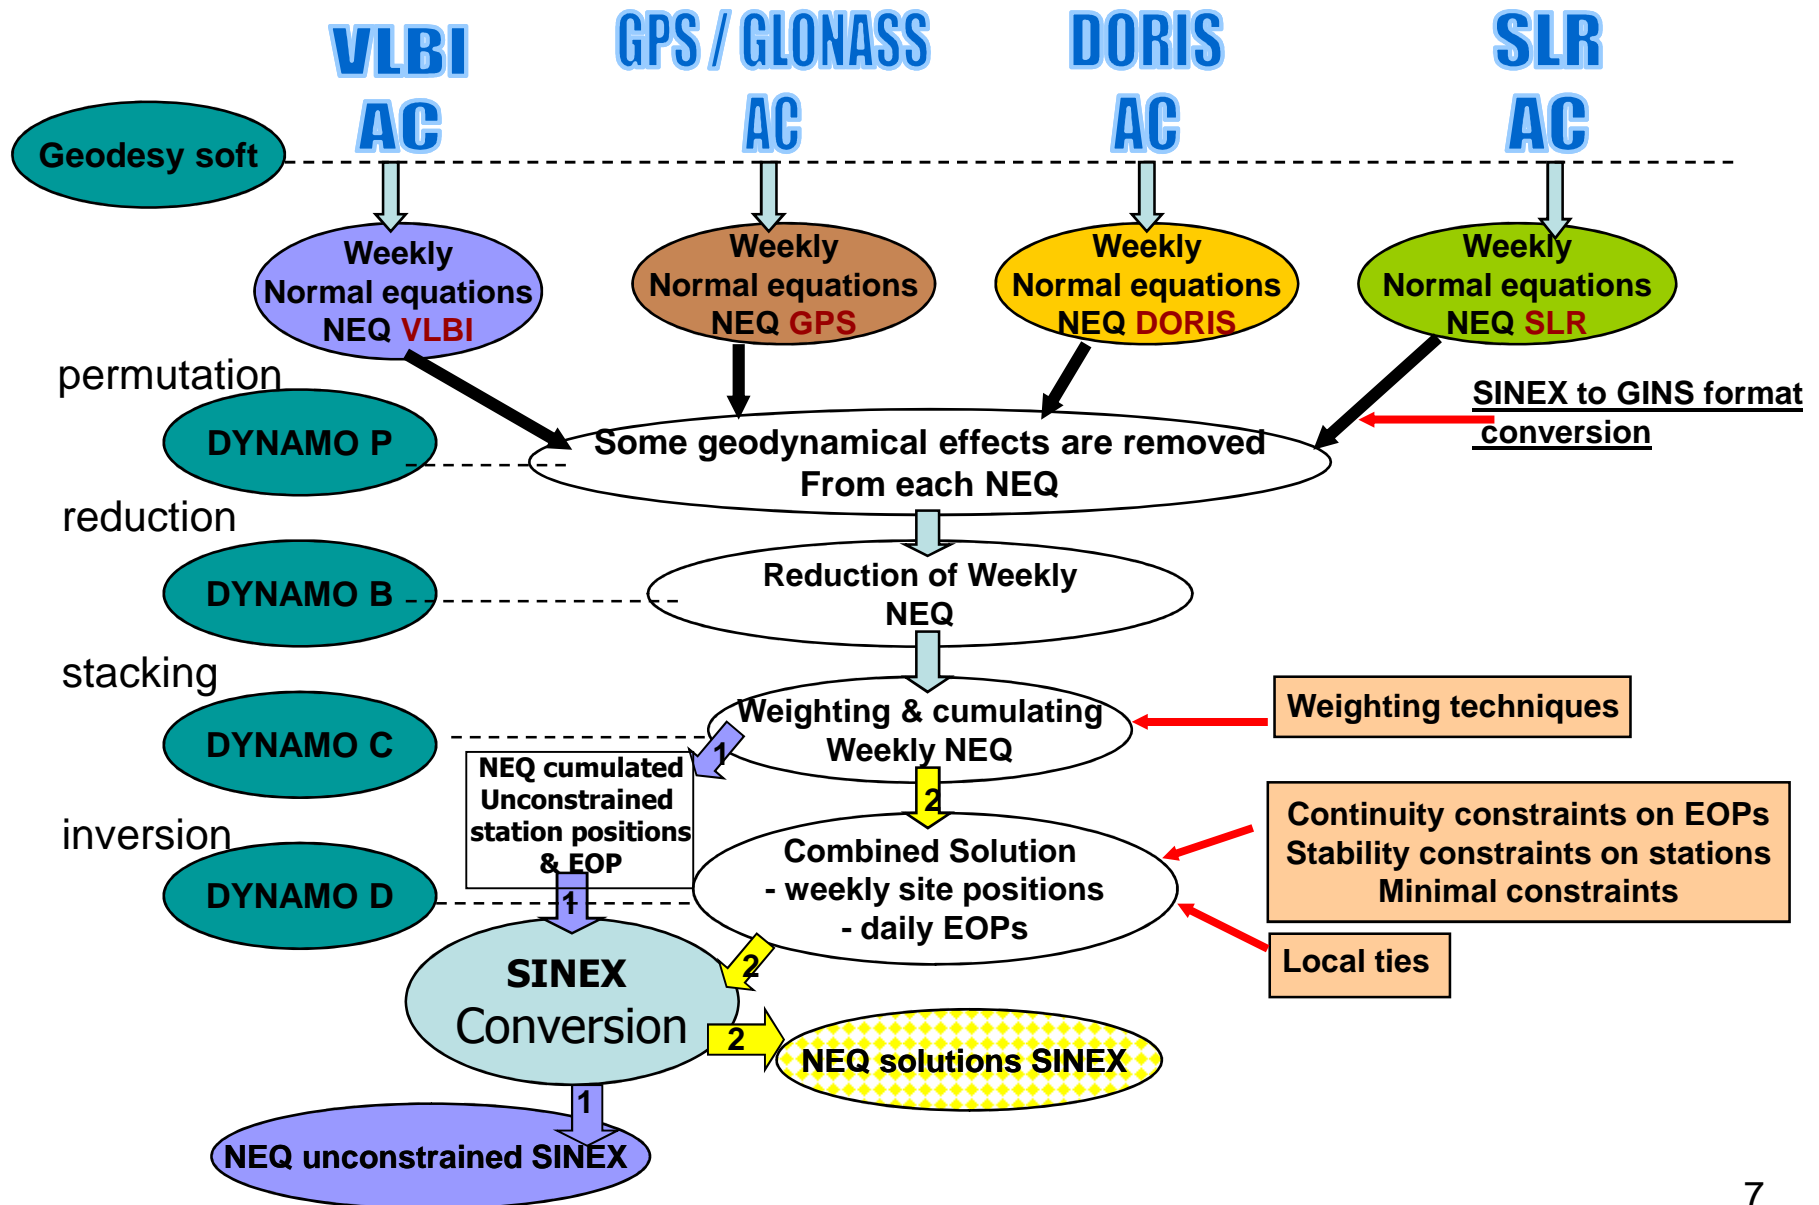 VLBI
AC
GPS / GLONASS
AC
DORIS
AC
SLR
AC
Geodesy soft
Weekly
Normal equations
NEQ VLBI
Weekly
Normal equations
NEQ GPS
Weekly
Normal equations
NEQ DORIS
Weekly
Normal equations
NEQ SLR
permutation
DYNAMO P
Some geodynamical effects are removed
From each NEQ
SINEX to GINS format
conversion
reduction
DYNAMO B
Reduction of Weekly
NEQ
stacking
DYNAMO C
Weighting & cumulating
Weekly NEQ
Weighting techniques
1
2
NEQ cumulated
Unconstrained
station positions
& EOP
inversion
DYNAMO D
Combined Solution
- weekly site positions
- daily EOPs
Continuity constraints on EOPs
Stability constraints on stations
Minimal constraints
Local ties
1
2
SINEX
Conversion
2
NEQ solutions SINEX
1
NEQ unconstrained SINEX
7